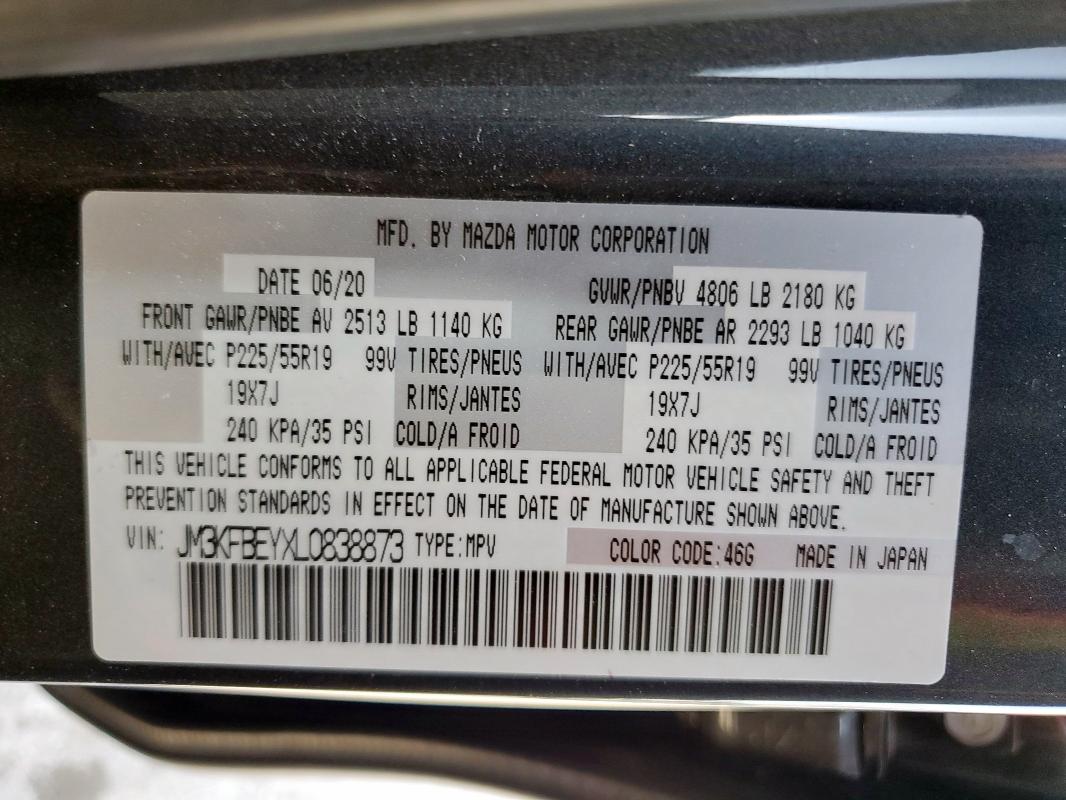 MFD. BY MAZDA MOTOR CORPORATION
DATE 06/20 GVWR/PNBV 4806 LB 2180 KG
FRONT GAWR/PNBE AV 2513 LB 1140 KG REAR GAWR/PNBE AR 2293 LB 1040 KG
WITH/AVEC P225/55R19 99V TIRES/PNEUS WITH/AVEC P225/55R19 99V TIRES/PNEUS
19X7J RIMS/JANTES 19X7J RIMS/JANTES
240 KPA/35 PSI COLD/A FROID 240 KPA/35 PSI COLD/A FROID
THIS VEHICLE CONFORMS TO ALL APPLICABLE FEDERAL MOTOR VEHICLE SAFETY AND THEFT
PREVENTION STANDARDS IN EFFECT ON THE DATE OF MANUFACTURE SHOWN ABOVE.
VIN: JM3KFBEYXL0838873 TYPE:MPV COLOR CODE:46G MADE IN JAPAN